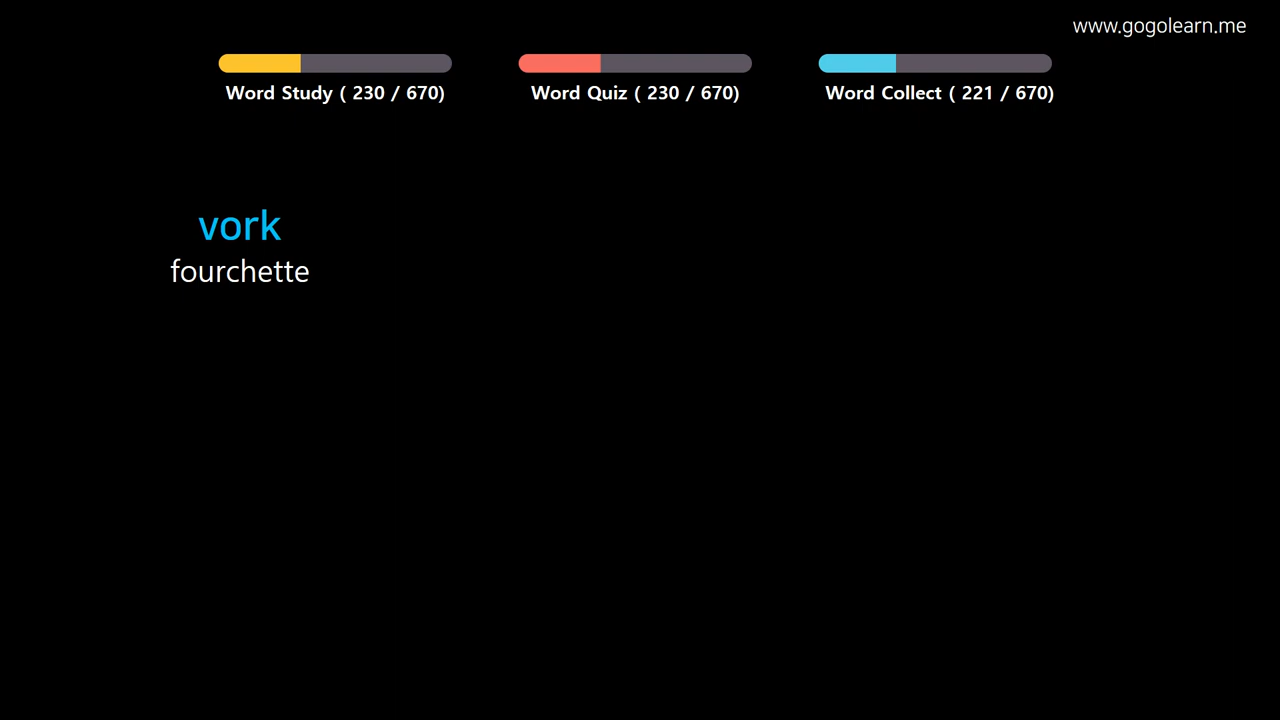 www.gogolearn.me
Word Study ( 230 / 670)
Word Quiz ( 230 / 670)
Word Collect ( 221 / 670)
vork
fourchette